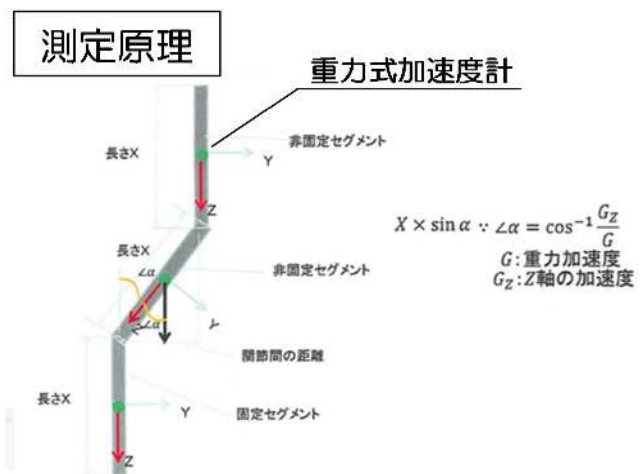 測定原理
重力式加速度計
非固定セグメント
長さX
Y
Z
長さX
∠α
非固定セグメント
X × sin α ∵ ∠α = cos⁻¹ G_Z/G
G:重力加速度
G_Z:Z軸の加速度
∠α
Z
Y
関節間の距離
長さX
Y
固定セグメント
Z